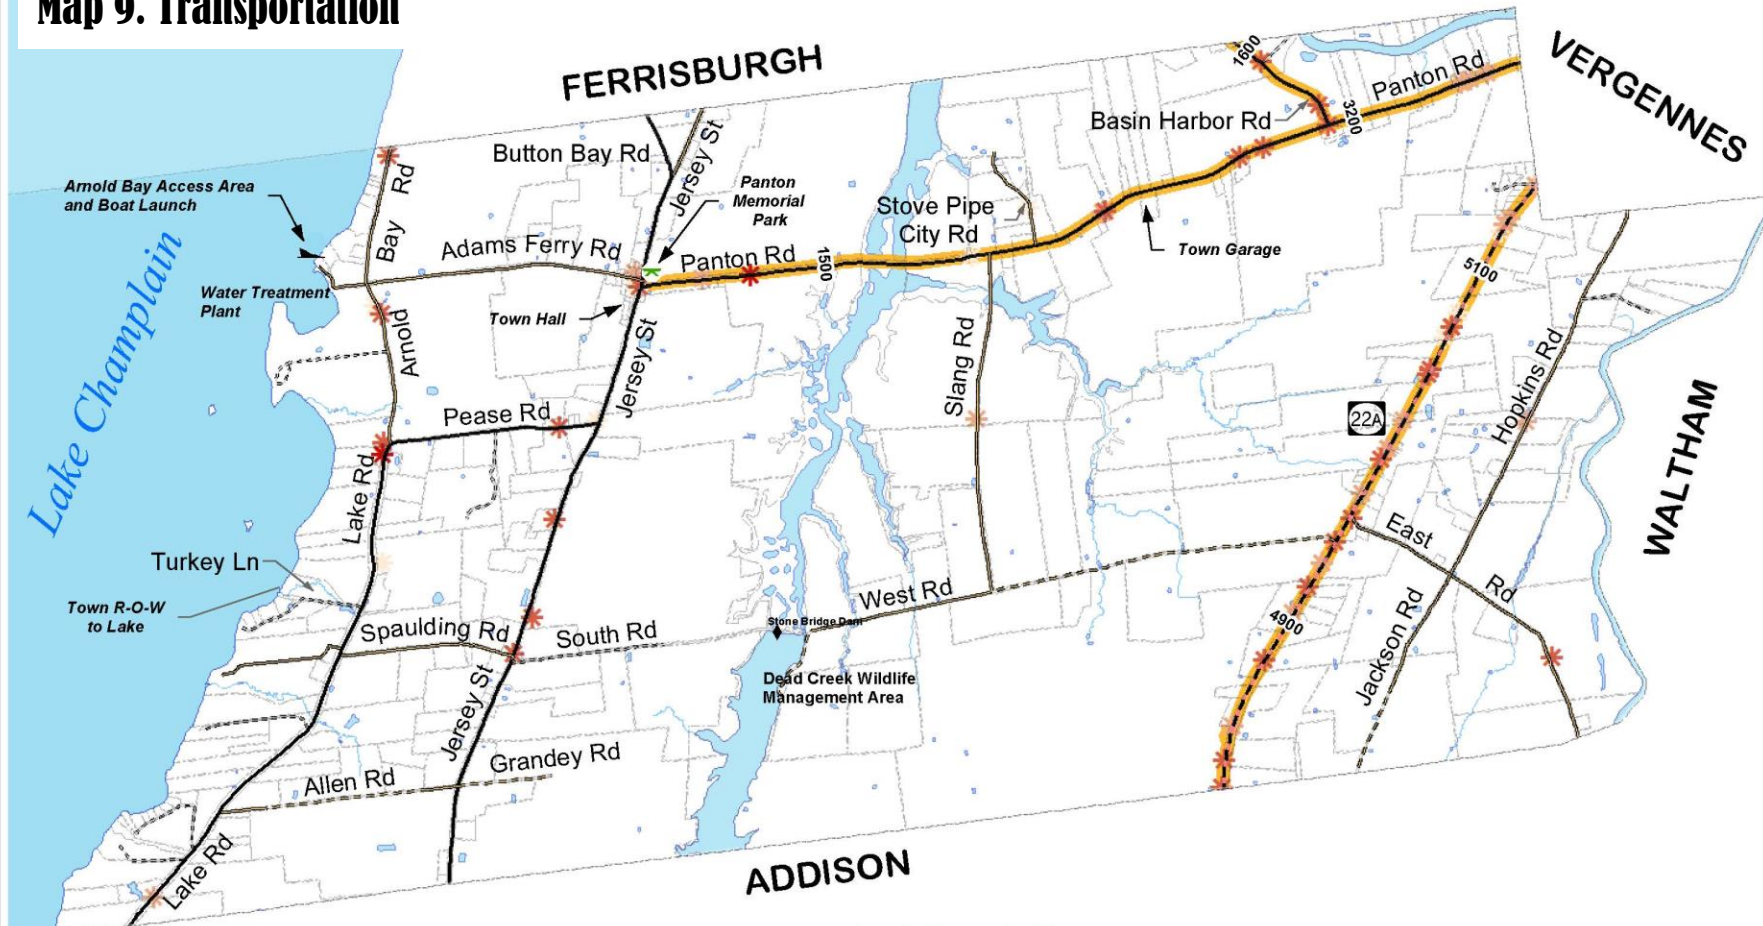 Map 9. Transportation
FERRISBURGH
VERGENNES
1600
Panton Rd
Basin Harbor Rd
3200
Button Bay Rd
Jersey St
Arnold Bay Access Area
and Boat Launch
Bay Rd
Panton
Memorial
Park
Stove Pipe
City Rd
Adams Ferry Rd
Panton Rd
1500
Town Garage
5100
Lake Champlain
Water Treatment
Plant
Town Hall
Arnold
Jersey St
Slang Rd
Hopkins Rd
22A
Pease Rd
WALTHAM
Lake Rd
East Rd
Turkey Ln
Town R-O-W
to Lake
West Rd
Stone Bridge Dam
4900
Spaulding Rd
South Rd
Jackson Rd
Dead Creek Wildlife
Management Area
Jersey St
Grandey Rd
Allen Rd
Lake Rd
ADDISON